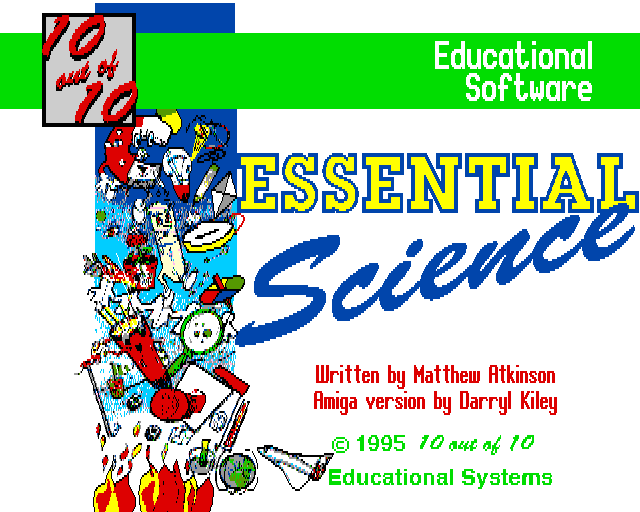 10
out of
10
Educational
Software
ESSENTIAL
Science
Written by Matthew Atkinson
Amiga version by Darryl Kiley
© 1995 10 out of 10
Educational Systems